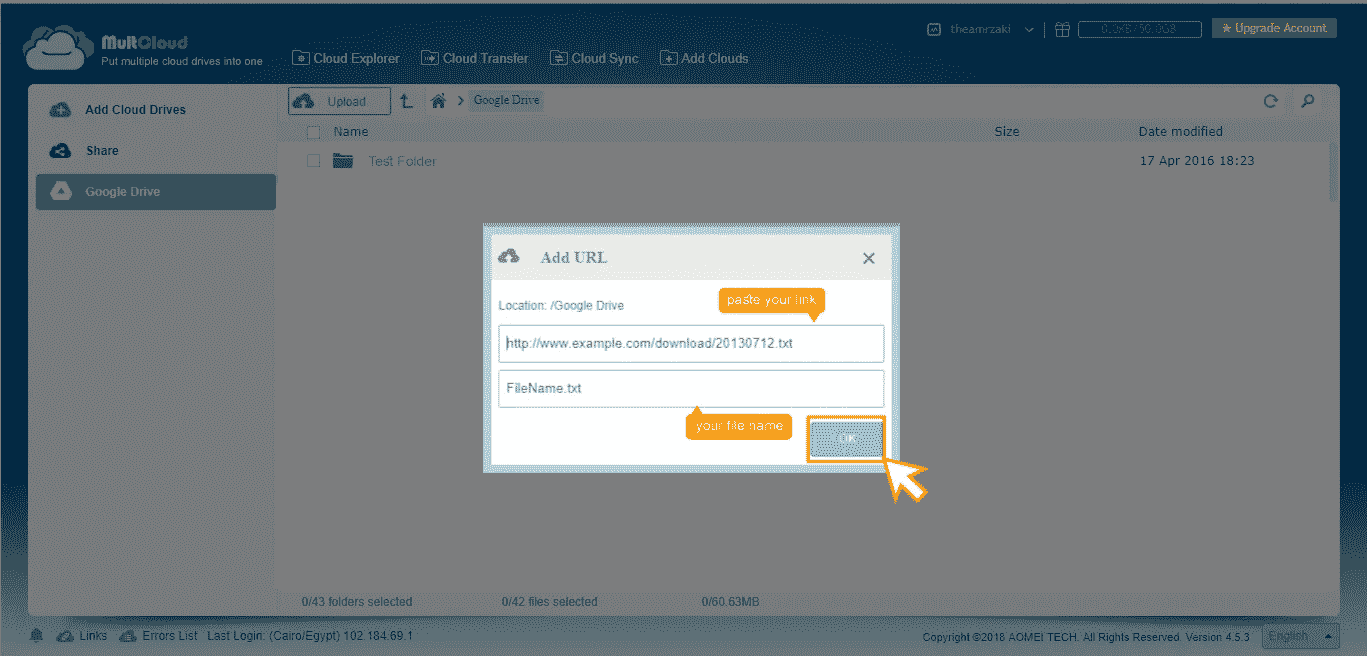 MultCloud
Put multiple cloud drives into one
Cloud Explorer
Cloud Transfer
Cloud Sync
Add Clouds
theamrzaki
Upgrade Account
Add Cloud Drives
Share
Google Drive
Upload
Google Drive
Name
Size
Date modified
Test Folder
17 Apr 2016 18:23
Add URL
Location: /Google Drive
paste your link
http://www.example.com/download/20130712.txt
FileName.txt
your file name
OK
0/43 folders selected
0/42 files selected
0/60.63MB
Links
Errors List
Last Login: (Cairo/Egypt) 102.184.69.1
Copyright ©2018 AOMEI TECH. All Rights Reserved. Version 4.5.3
English